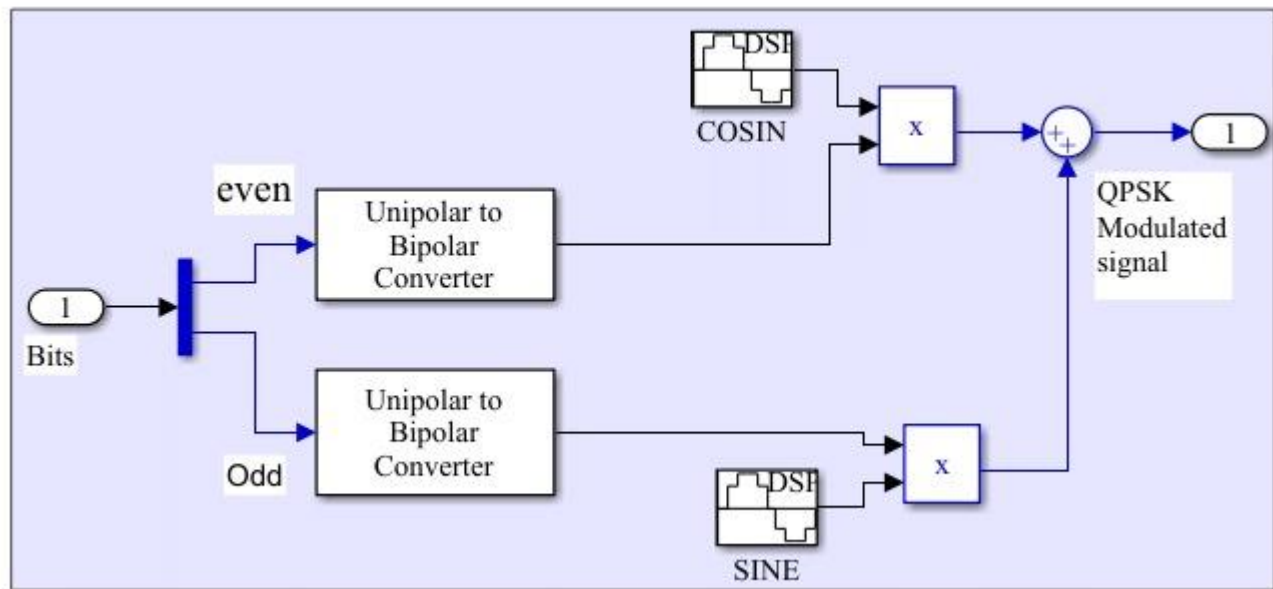 DSP
COSIN
x
1
even
Unipolar to
Bipolar
Converter
+
+
QPSK
Modulated
signal
1
Bits
Unipolar to
Bipolar
Converter
Odd
x
DSP
SINE